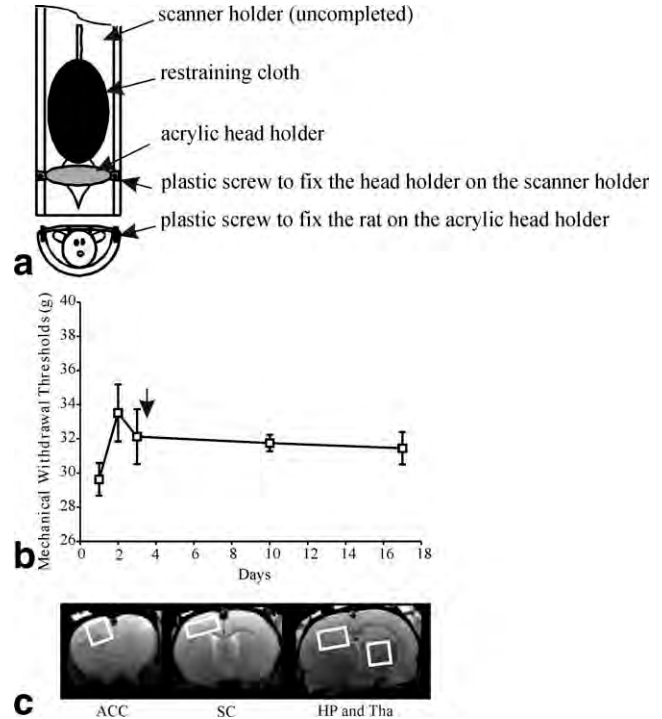 scanner holder (uncompleted)
restraining cloth
acrylic head holder
plastic screw to fix the head holder on the scanner holder
plastic screw to fix the rat on the acrylic head holder
a
Mechanical Withdrawal Thresholds (g)
40
38
36
34
32
30
28
26
0 2 4 6 8 10 12 14 16 18
Days
b
ACC SC HP and Tha
c